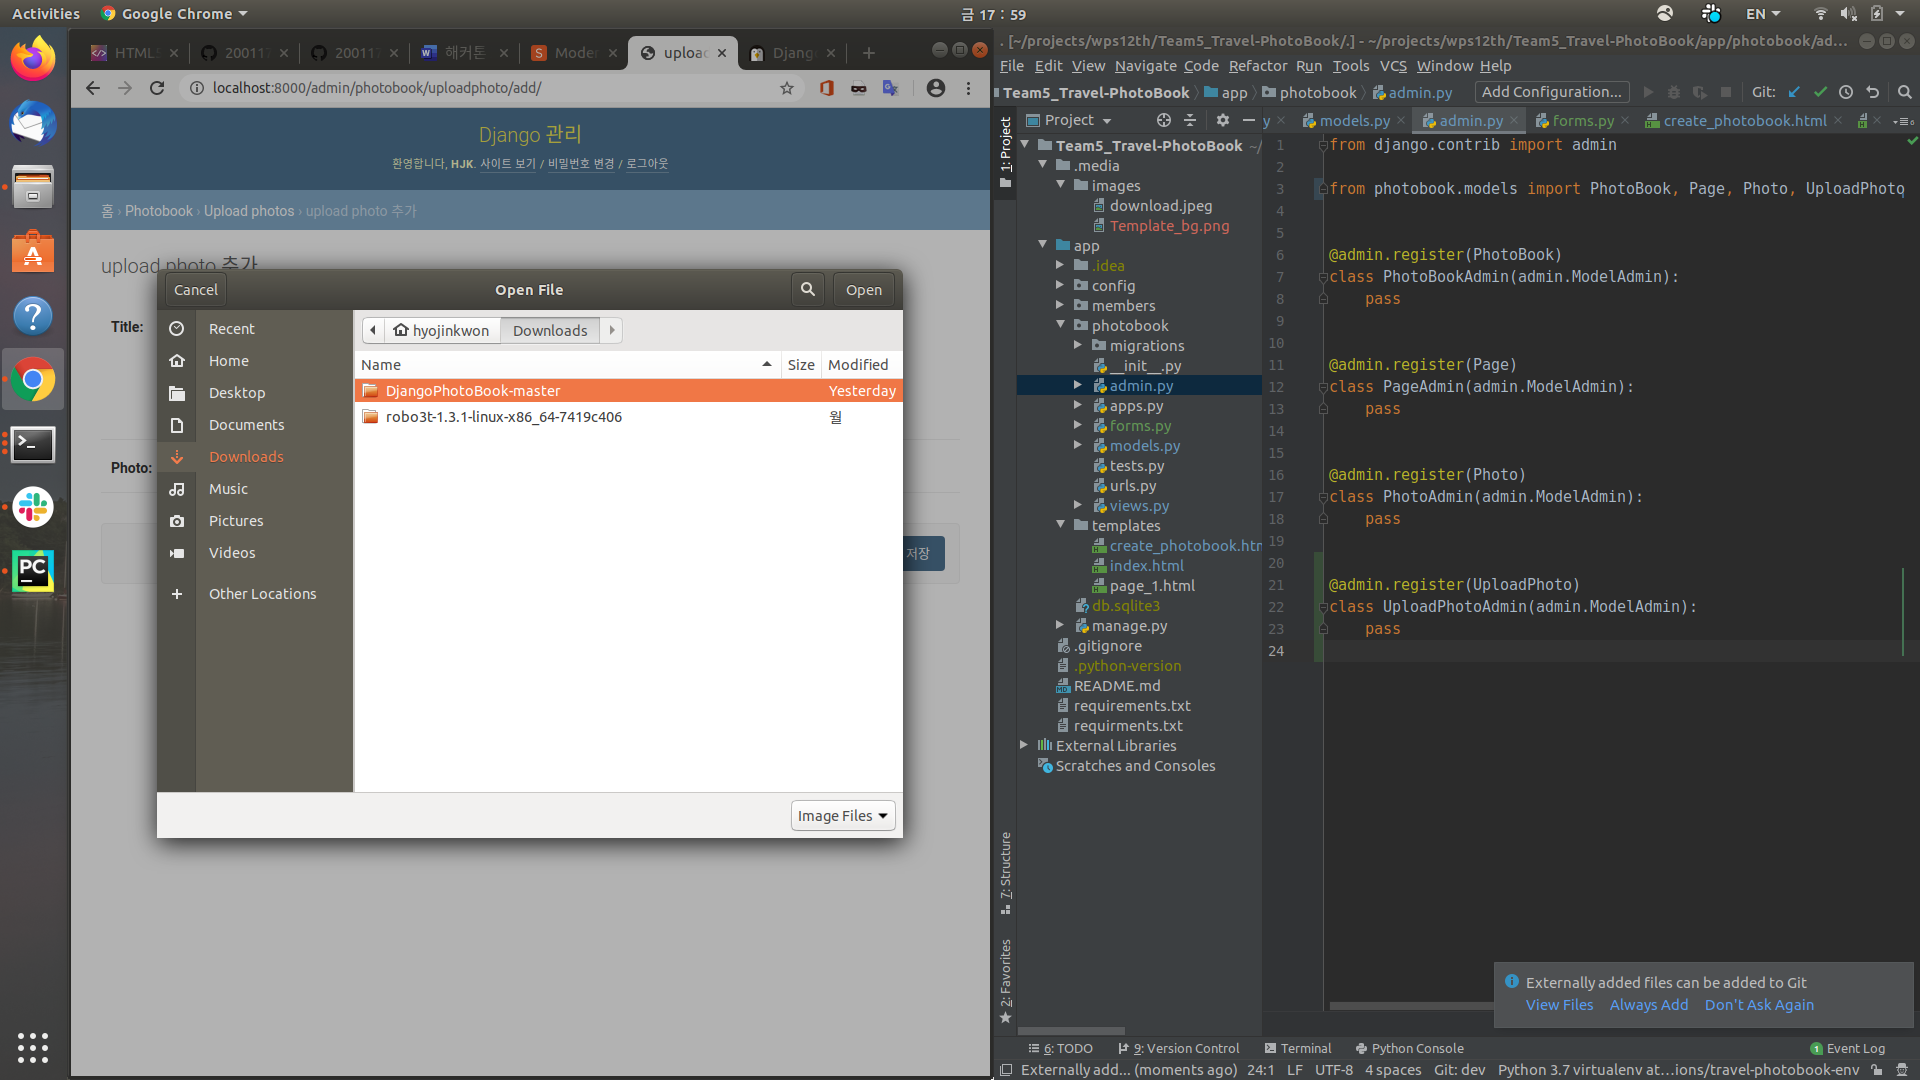 Activities
Google Chrome
금 17 : 59
EN
HTML5
200117
200117
해커톤
Moder
upload
Django
localhost:8000/admin/photobook/uploadphoto/add/
Django 관리
환영합니다, HJK. 사이트 보기 / 비밀번호 변경 / 로그아웃
홈 › Photobook › Upload photos › upload photo 추가
upload photo 추가
Title:
Photo:
저장
Cancel
Open File
Open
Recent
Home
Desktop
Documents
Downloads
Music
Pictures
Videos
Other Locations
hyojinkwon
Downloads
Name
Size
Modified
DjangoPhotoBook-master
Yesterday
robo3t-1.3.1-linux-x86_64-7419c406
월
Image Files
. [~/projects/wps12th/Team5_Travel-PhotoBook/.] - ~/projects/wps12th/Team5_Travel-PhotoBook/app/photobook/ad...
File Edit View Navigate Code Refactor Run Tools VCS Window Help
Team5_Travel-PhotoBook
app
photobook
admin.py
Add Configuration...
Git:
1: Project
Project
y
models.py
admin.py
forms.py
create_photobook.html
Team5_Travel-PhotoBook ~/
.media
images
download.jpeg
Template_bg.png
app
.idea
config
members
photobook
migrations
__init__.py
admin.py
apps.py
forms.py
models.py
tests.py
urls.py
views.py
templates
create_photobook.htm
index.html
page_1.html
db.sqlite3
manage.py
.gitignore
.python-version
README.md
requirements.txt
requirments.txt
External Libraries
Scratches and Consoles
7: Structure
2: Favorites
1 from django.contrib import admin
2
3 from photobook.models import PhotoBook, Page, Photo, UploadPhoto
4
5
6 @admin.register(PhotoBook)
7 class PhotoBookAdmin(admin.ModelAdmin):
8 pass
9
10
11 @admin.register(Page)
12 class PageAdmin(admin.ModelAdmin):
13 pass
14
15
16 @admin.register(Photo)
17 class PhotoAdmin(admin.ModelAdmin):
18 pass
19
20
21 @admin.register(UploadPhoto)
22 class UploadPhotoAdmin(admin.ModelAdmin):
23 pass
24
Externally added files can be added to Git
View Files Always Add Don't Ask Again
6: TODO
9: Version Control
Terminal
Python Console
1 Event Log
Externally add... (moments ago)
24:1 LF UTF-8 4 spaces Git: dev Python 3.7 virtualenv at...ions/travel-photobook-env